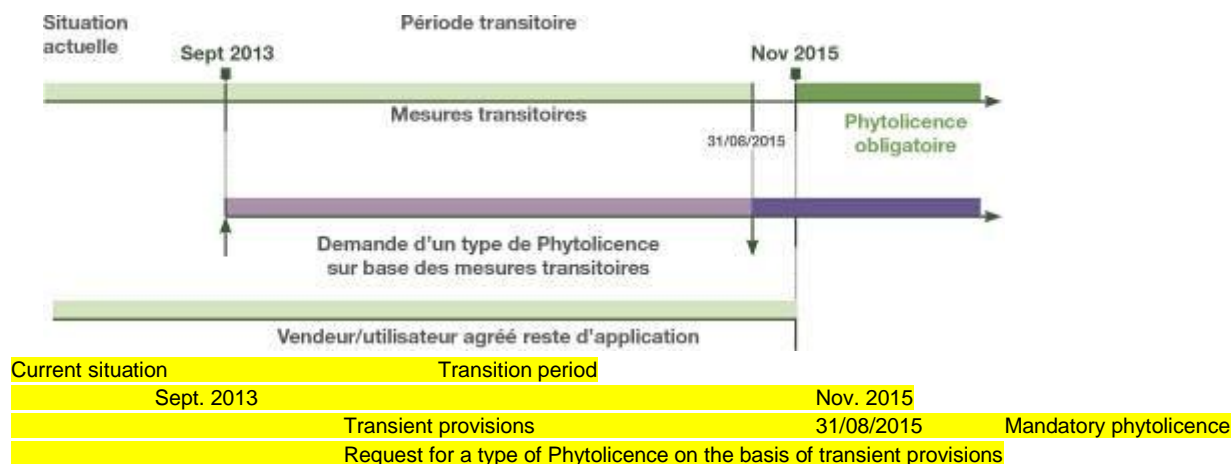 Situation actuelle
Période transitoire
Sept 2013
Nov 2015
Mesures transitoires
31/08/2015
Phytolicence
obligatoire
Demande d'un type de Phytolicence
sur base des mesures transitoires
Vendeur/utilisateur agréé reste d'application
Current situation Transition period
Sept. 2013 Nov. 2015
Transient provisions 31/08/2015 Mandatory phytolicence
Request for a type of Phytolicence on the basis of transient provisions